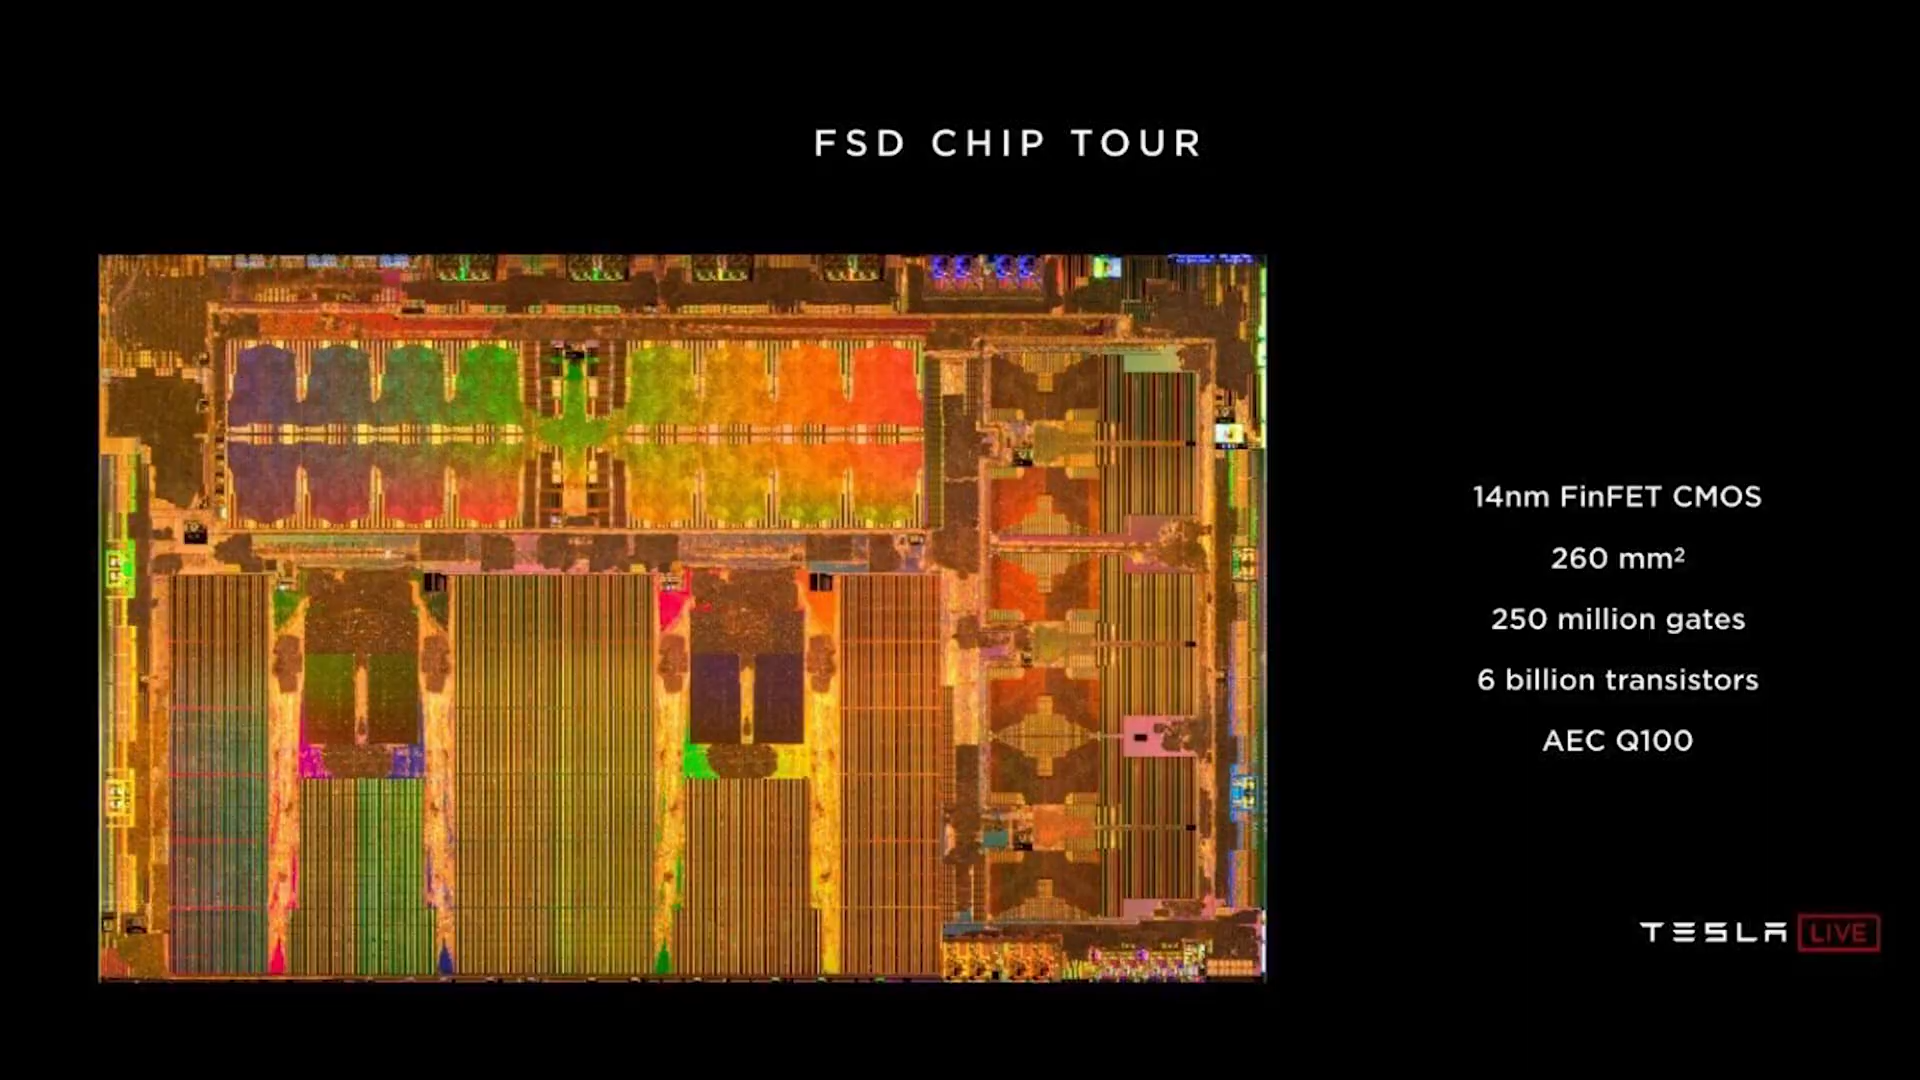 FSD CHIP TOUR
14nm FinFET CMOS
260 mm²
250 million gates
6 billion transistors
AEC Q100
TESLA LIVE